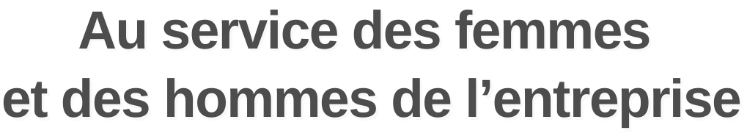 Au service des femmes
et des hommes de l’entreprise